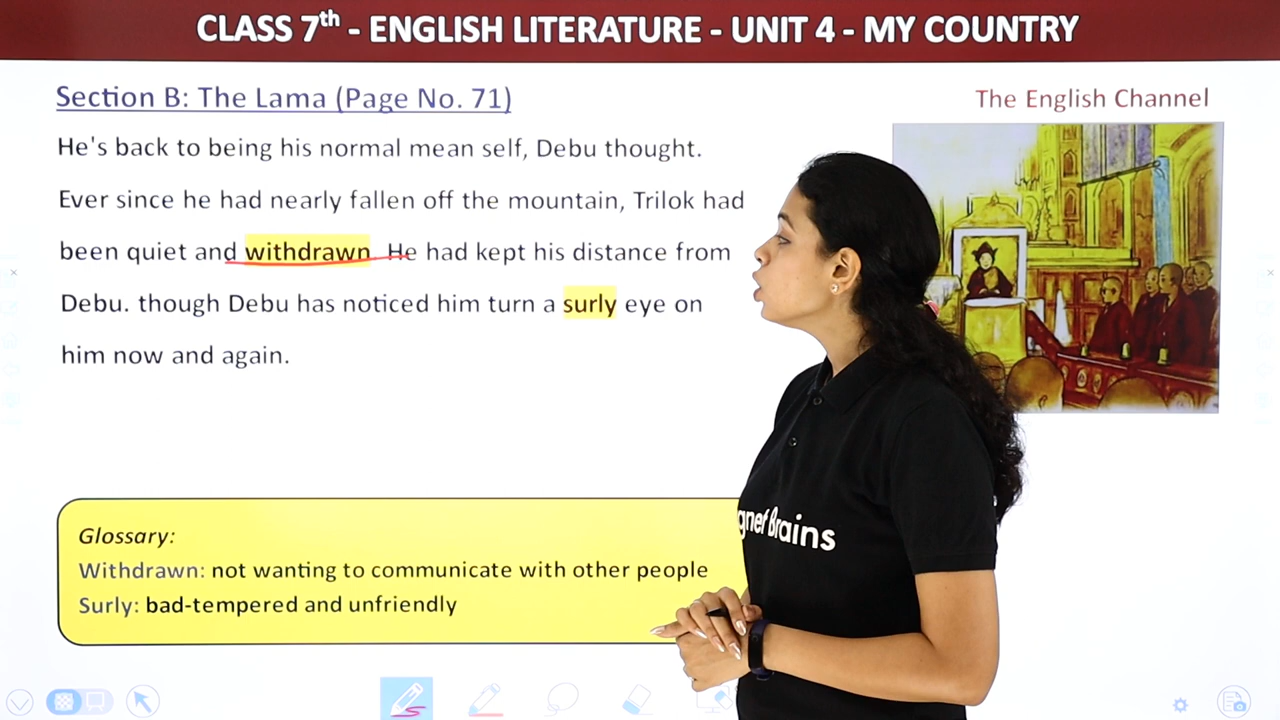 CLASS 7th - ENGLISH LITERATURE - UNIT 4 - MY COUNTRY
Section B: The Lama (Page No. 71)
The English Channel
He's back to being his normal mean self, Debu thought.
Ever since he had nearly fallen off the mountain, Trilok had
been quiet and withdrawn. He had kept his distance from
Debu. though Debu has noticed him turn a surly eye on
him now and again.
Glossary:
Withdrawn: not wanting to communicate with other people
Surly: bad-tempered and unfriendly
Brains